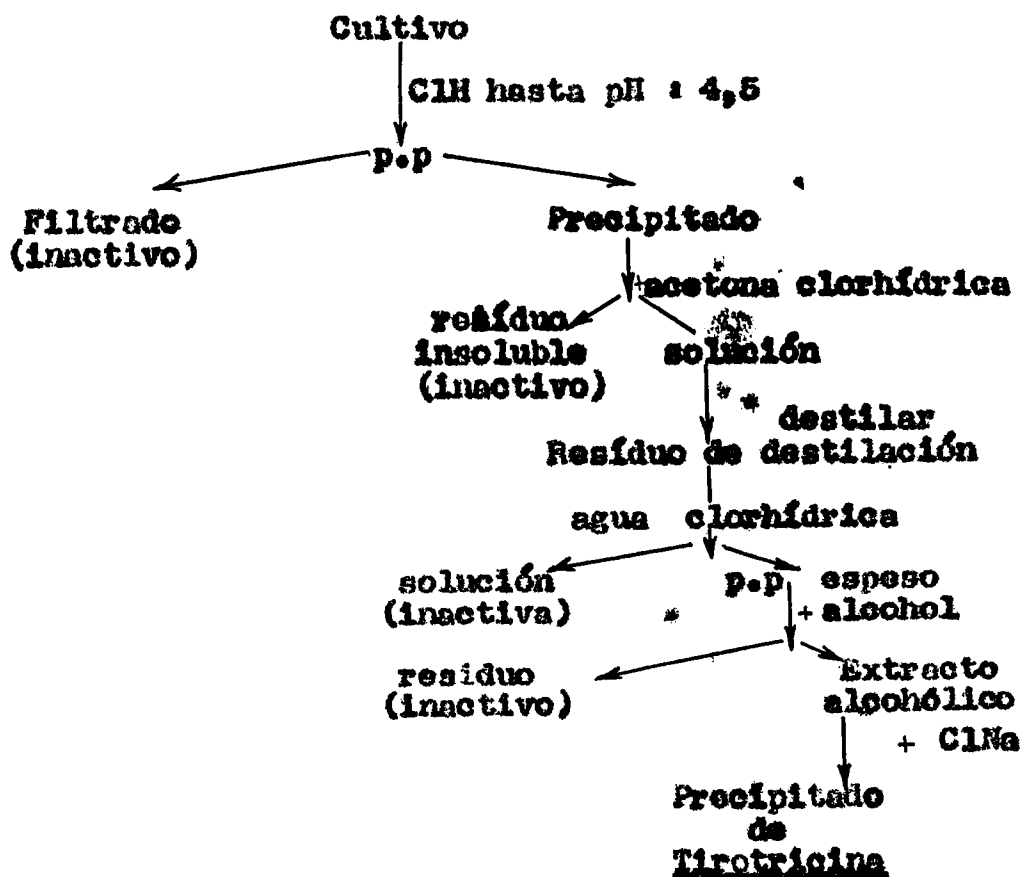 Cultivo
ClH hasta pH : 4,5
p.p
Filtrado
(inactivo)
Precipitado
+acetona clorhídrica
resíduo
insoluble
(inactivo)
solución
destilar
Resíduo de destilación
agua clorhídrica
solución
(inactiva)
p.p espeso
+ alcohol
residuo
(inactivo)
Extracto
alcohólico
+ ClNa
Precipitado
de
Tirotricina